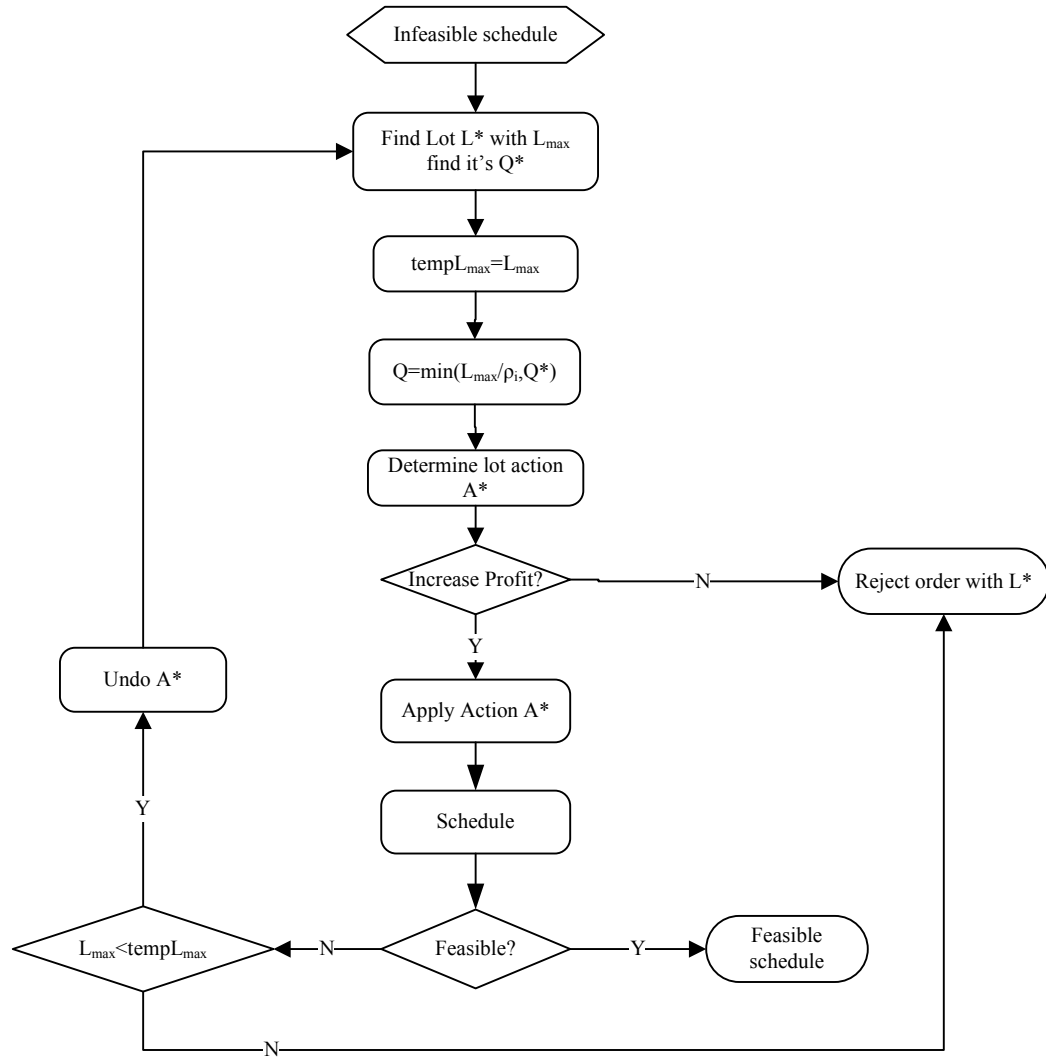 Infeasible schedule
Find Lot L* with Lmax
find it’s Q*
tempLmax=Lmax
Q=min(Lmax/ρi,Q*)
Determine lot action
A*
Increase Profit?
N
Reject order with L*
Y
Undo A*
Apply Action A*
Y
Schedule
Lmax<tempLmax
N
Feasible?
Y
Feasible
schedule
N